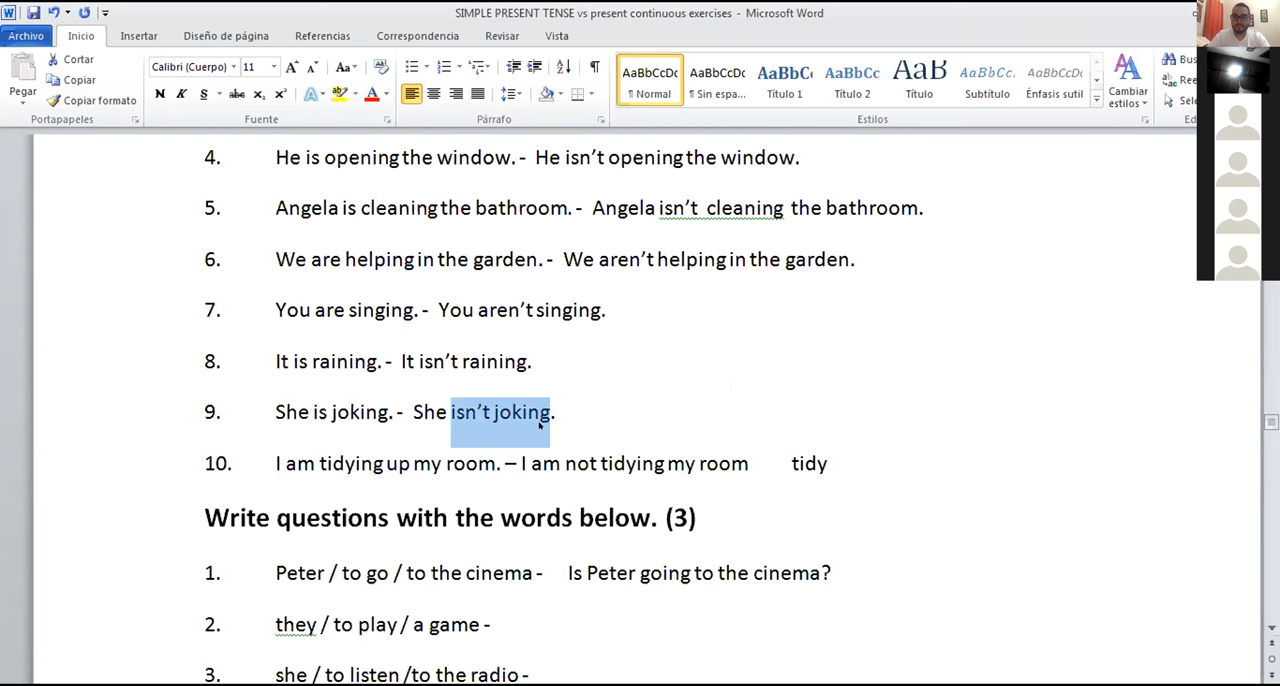 SIMPLE PRESENT TENSE vs present continuous exercises - Microsoft Word
Archivo Inicio Insertar Diseño de página Referencias Correspondencia Revisar Vista
Pegar
Cortar
Copiar
Copiar formato
Portapapeles
Calibri (Cuerpo) 11
N K S abc x₂ x² A ab A
Fuente
Párrafo
AaBbCcDc ¶ Normal
AaBbCcDc ¶ Sin espa...
AaBbC Título 1
AaBbCc Título 2
AaB Título
AaBbCc. Subtítulo
AaBbCcDc Énfasis sutil
Cambiar estilos
Estilos
4. He is opening the window. - He isn't opening the window.
5. Angela is cleaning the bathroom. - Angela isn't cleaning the bathroom.
6. We are helping in the garden. - We aren't helping in the garden.
7. You are singing. - You aren't singing.
8. It is raining. - It isn't raining.
9. She is joking. - She isn't joking.
10. I am tidying up my room. – I am not tidying my room tidy
Write questions with the words below. (3)
1. Peter / to go / to the cinema - Is Peter going to the cinema?
2. they / to play / a game -
3. she / to listen /to the radio -